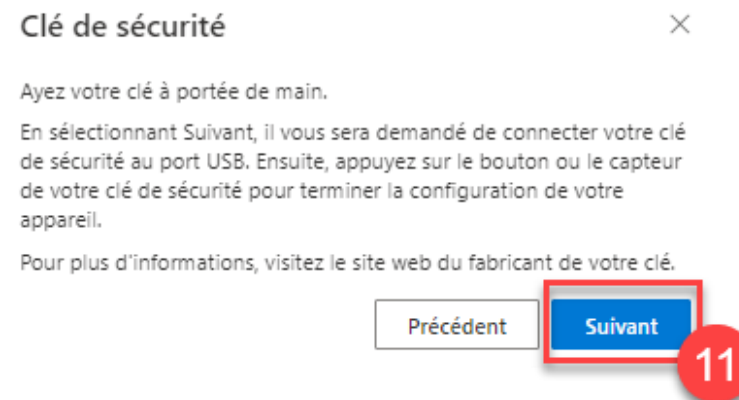 Clé de sécurité
Ayez votre clé à portée de main.
En sélectionnant Suivant, il vous sera demandé de connecter votre clé
de sécurité au port USB. Ensuite, appuyez sur le bouton ou le capteur
de votre clé de sécurité pour terminer la configuration de votre
appareil.
Pour plus d'informations, visitez le site web du fabricant de votre clé.
Précédent
Suivant
11